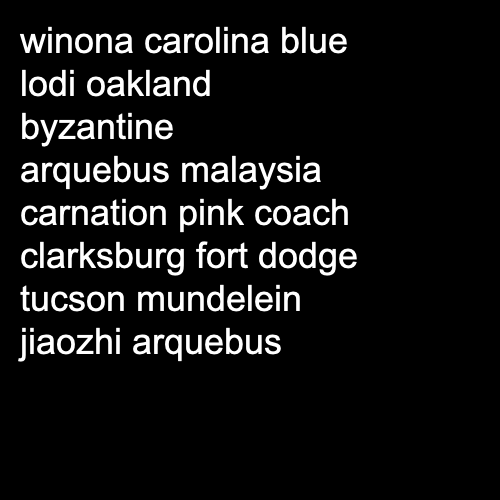 winona carolina blue
lodi oakland
byzantine
arquebus malaysia
carnation pink coach
clarksburg fort dodge
tucson mundelein
jiaozhi arquebus